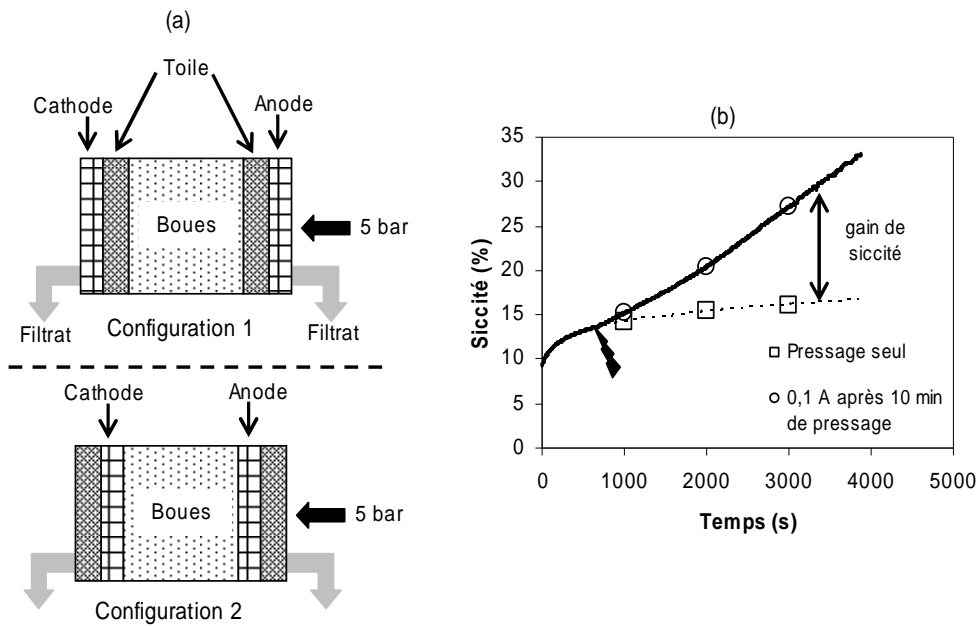 (a)
Toile
Cathode
Anode
Boues
5 bar
Filtrat
Filtrat
Configuration 1
Cathode
Anode
Boues
5 bar
Configuration 2
(b)
35
30
25
20
15
10
5
0
Siccité (%)
gain de
siccité
Pressage seul
0,1 A après 10 min
de pressage
0
1000
2000
3000
4000
5000
Temps (s)